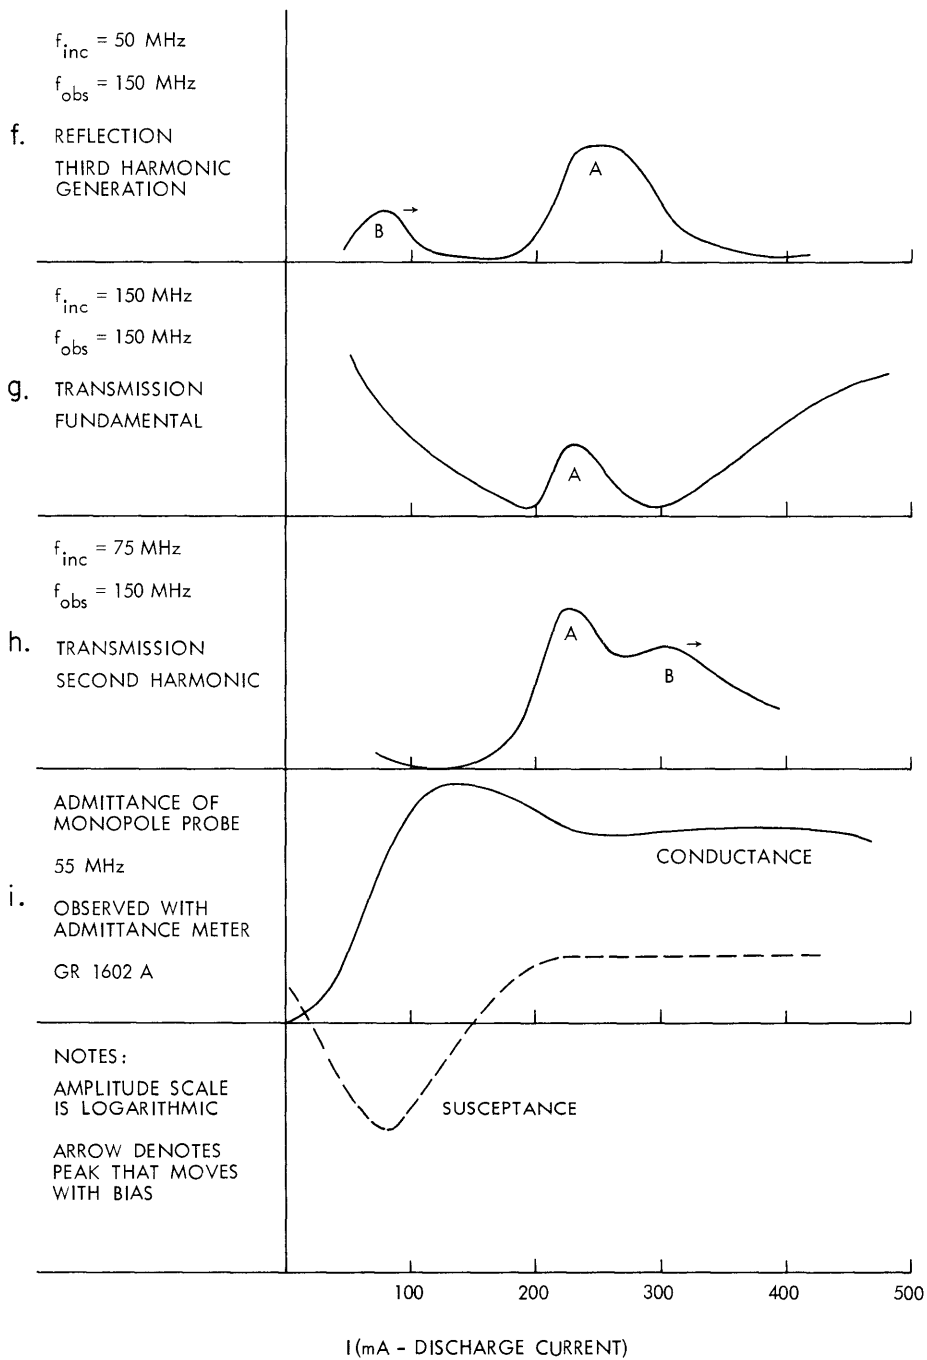 f_inc = 50 MHz
f_obs = 150 MHz
f. REFLECTION
THIRD HARMONIC
GENERATION
B →
A
f_inc = 150 MHz
f_obs = 150 MHz
g. TRANSMISSION
FUNDAMENTAL
A
f_inc = 75 MHz
f_obs = 150 MHz
h. TRANSMISSION
SECOND HARMONIC
A
B →
i.
ADMITTANCE OF
MONOPOLE PROBE
55 MHz
OBSERVED WITH
ADMITTANCE METER
GR 1602 A
CONDUCTANCE
NOTES:
AMPLITUDE SCALE
IS LOGARITHMIC
ARROW DENOTES
PEAK THAT MOVES
WITH BIAS
SUSCEPTANCE
100 200 300 400 500
I (mA - DISCHARGE CURRENT)